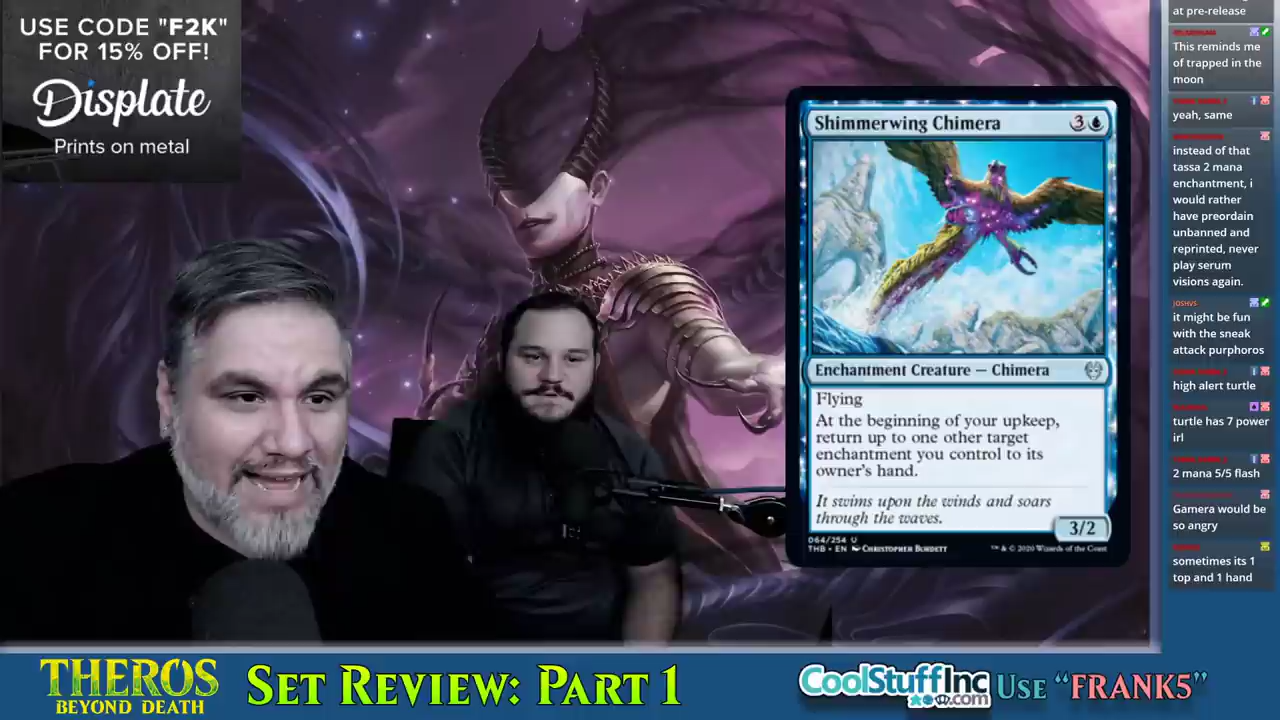 USE CODE "F2K"
FOR 15% OFF!
Displate
Prints on metal
Shimmerwing Chimera 3
Enchantment Creature — Chimera
Flying
At the beginning of your upkeep,
return up to one other target
enchantment you control to its
owner's hand.
It swims upon the winds and soars
through the waves.
3/2
064/254 U
THB • EN Christopher Burdett
™ & © 2020 Wizards of the Coast
at pre-release
This reminds me
of trapped in the
moon
yeah, same
instead of that
tassa 2 mana
enchantment, i
would rather
have preordain
unbanned and
reprinted, never
play serum
visions again.
JOSHVS
it might be fun
with the sneak
attack purphoros
high alert turtle
turtle has 7 power
irl
2 mana 5/5 flash
Gamera would be
so angry
sometimes its 1
top and 1 hand
THEROS
BEYOND DEATH
SET REVIEW: PART 1
CoolStuffInc
.com
USE "FRANK5"